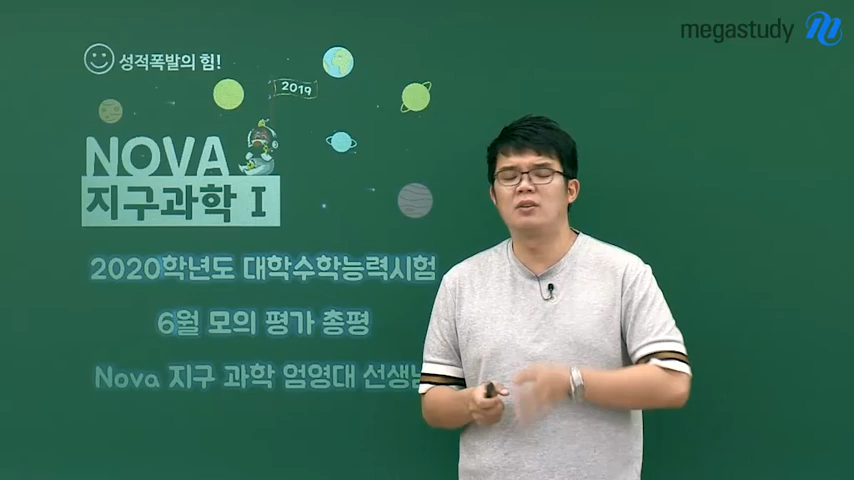 megastudy
성적폭발의 힘!
2019
NOVA
지구과학 I
2020학년도 대학수학능력시험
6월 모의 평가 총평
Nova 지구 과학 엄영대 선생님